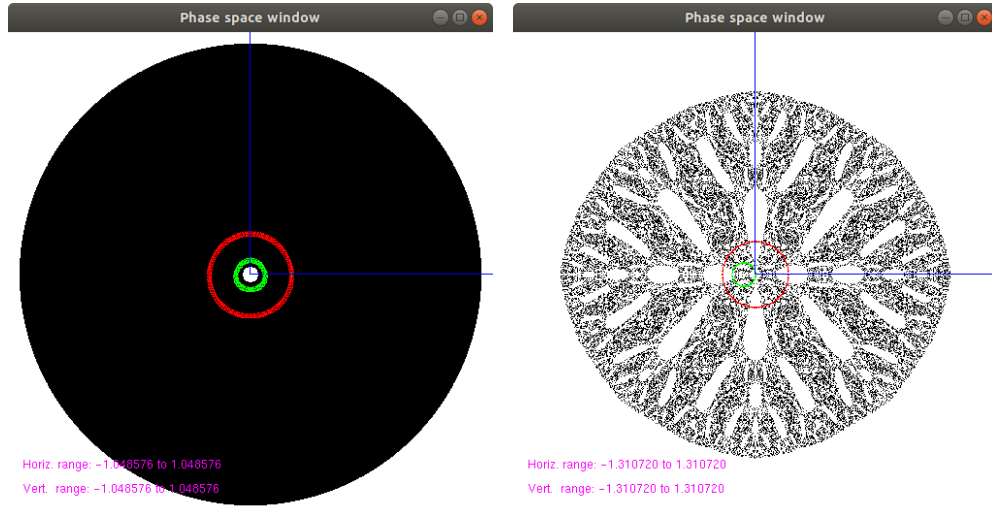 Phase space window
Horiz. range: −1.048576 to 1.048576
Vert. range: −1.048576 to 1.048576
Phase space window
Horiz. range: −1.310720 to 1.310720
Vert. range: −1.310720 to 1.310720